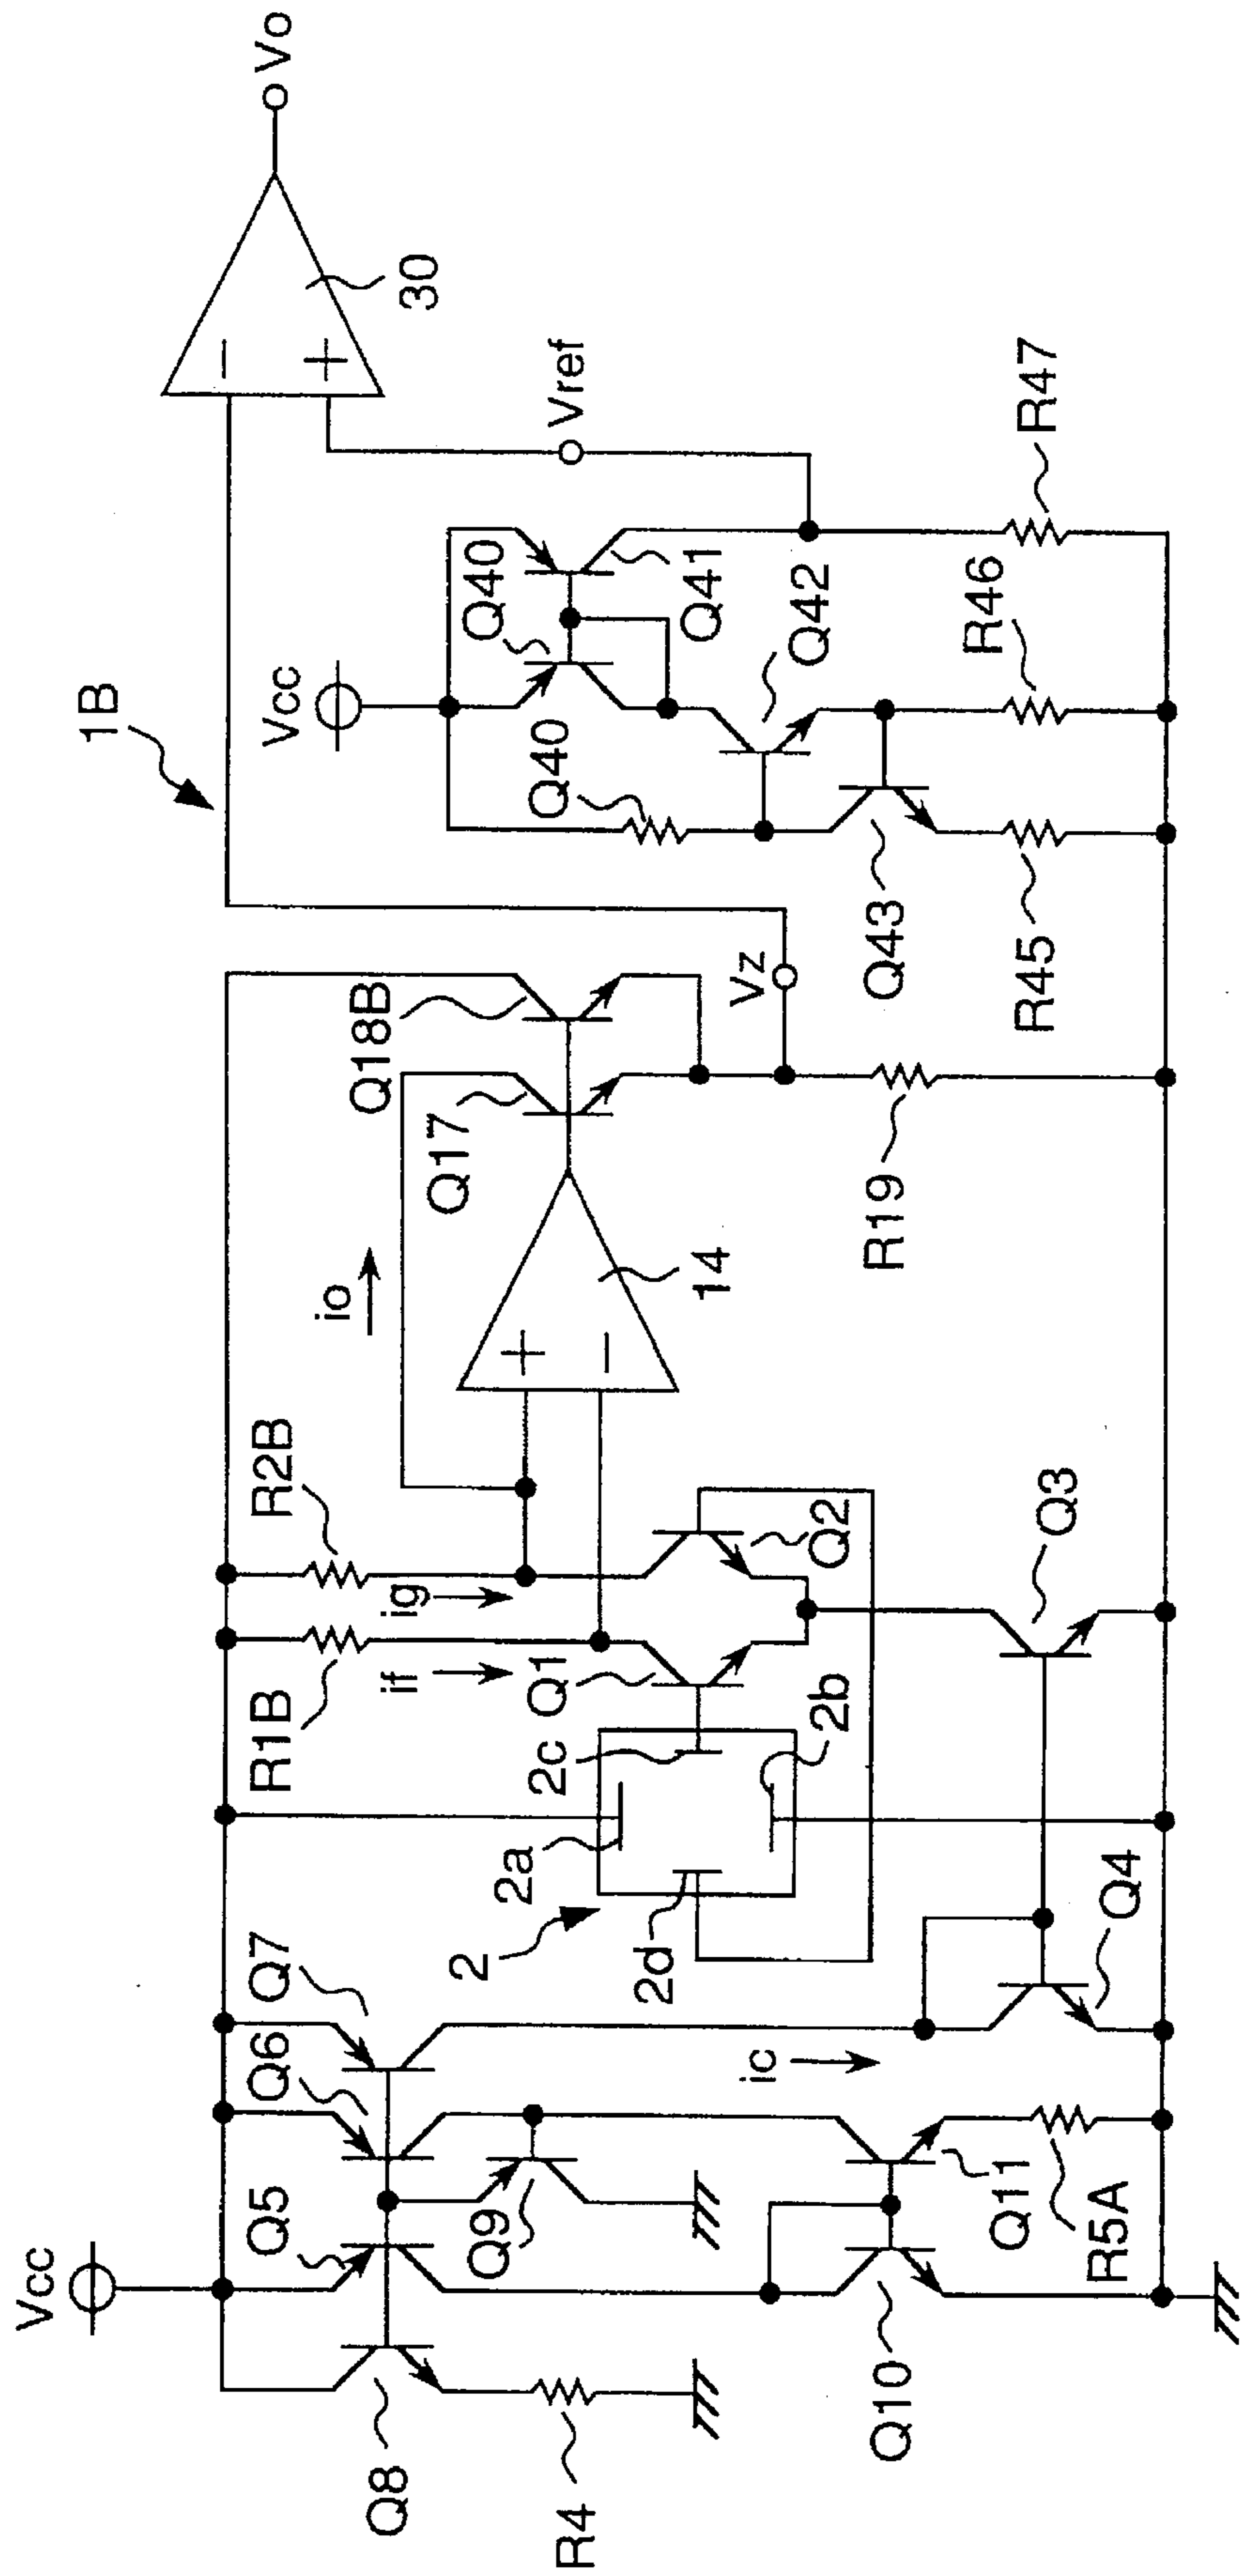 1B
Vcc
Q5
Q6
Q7
Q8
R4
Q9
Q10
Q11
R5A
ic
Q4
Q3
2
2a
2b
2c
2d
R1B
R2B
if
ig
Q1
Q2
io
+
−
14
Q17
Q18B
Vz
R19
Vcc
Q40
Q40
Q41
Q42
Q43
R45
R46
R47
Vref
−
+
30
Vo